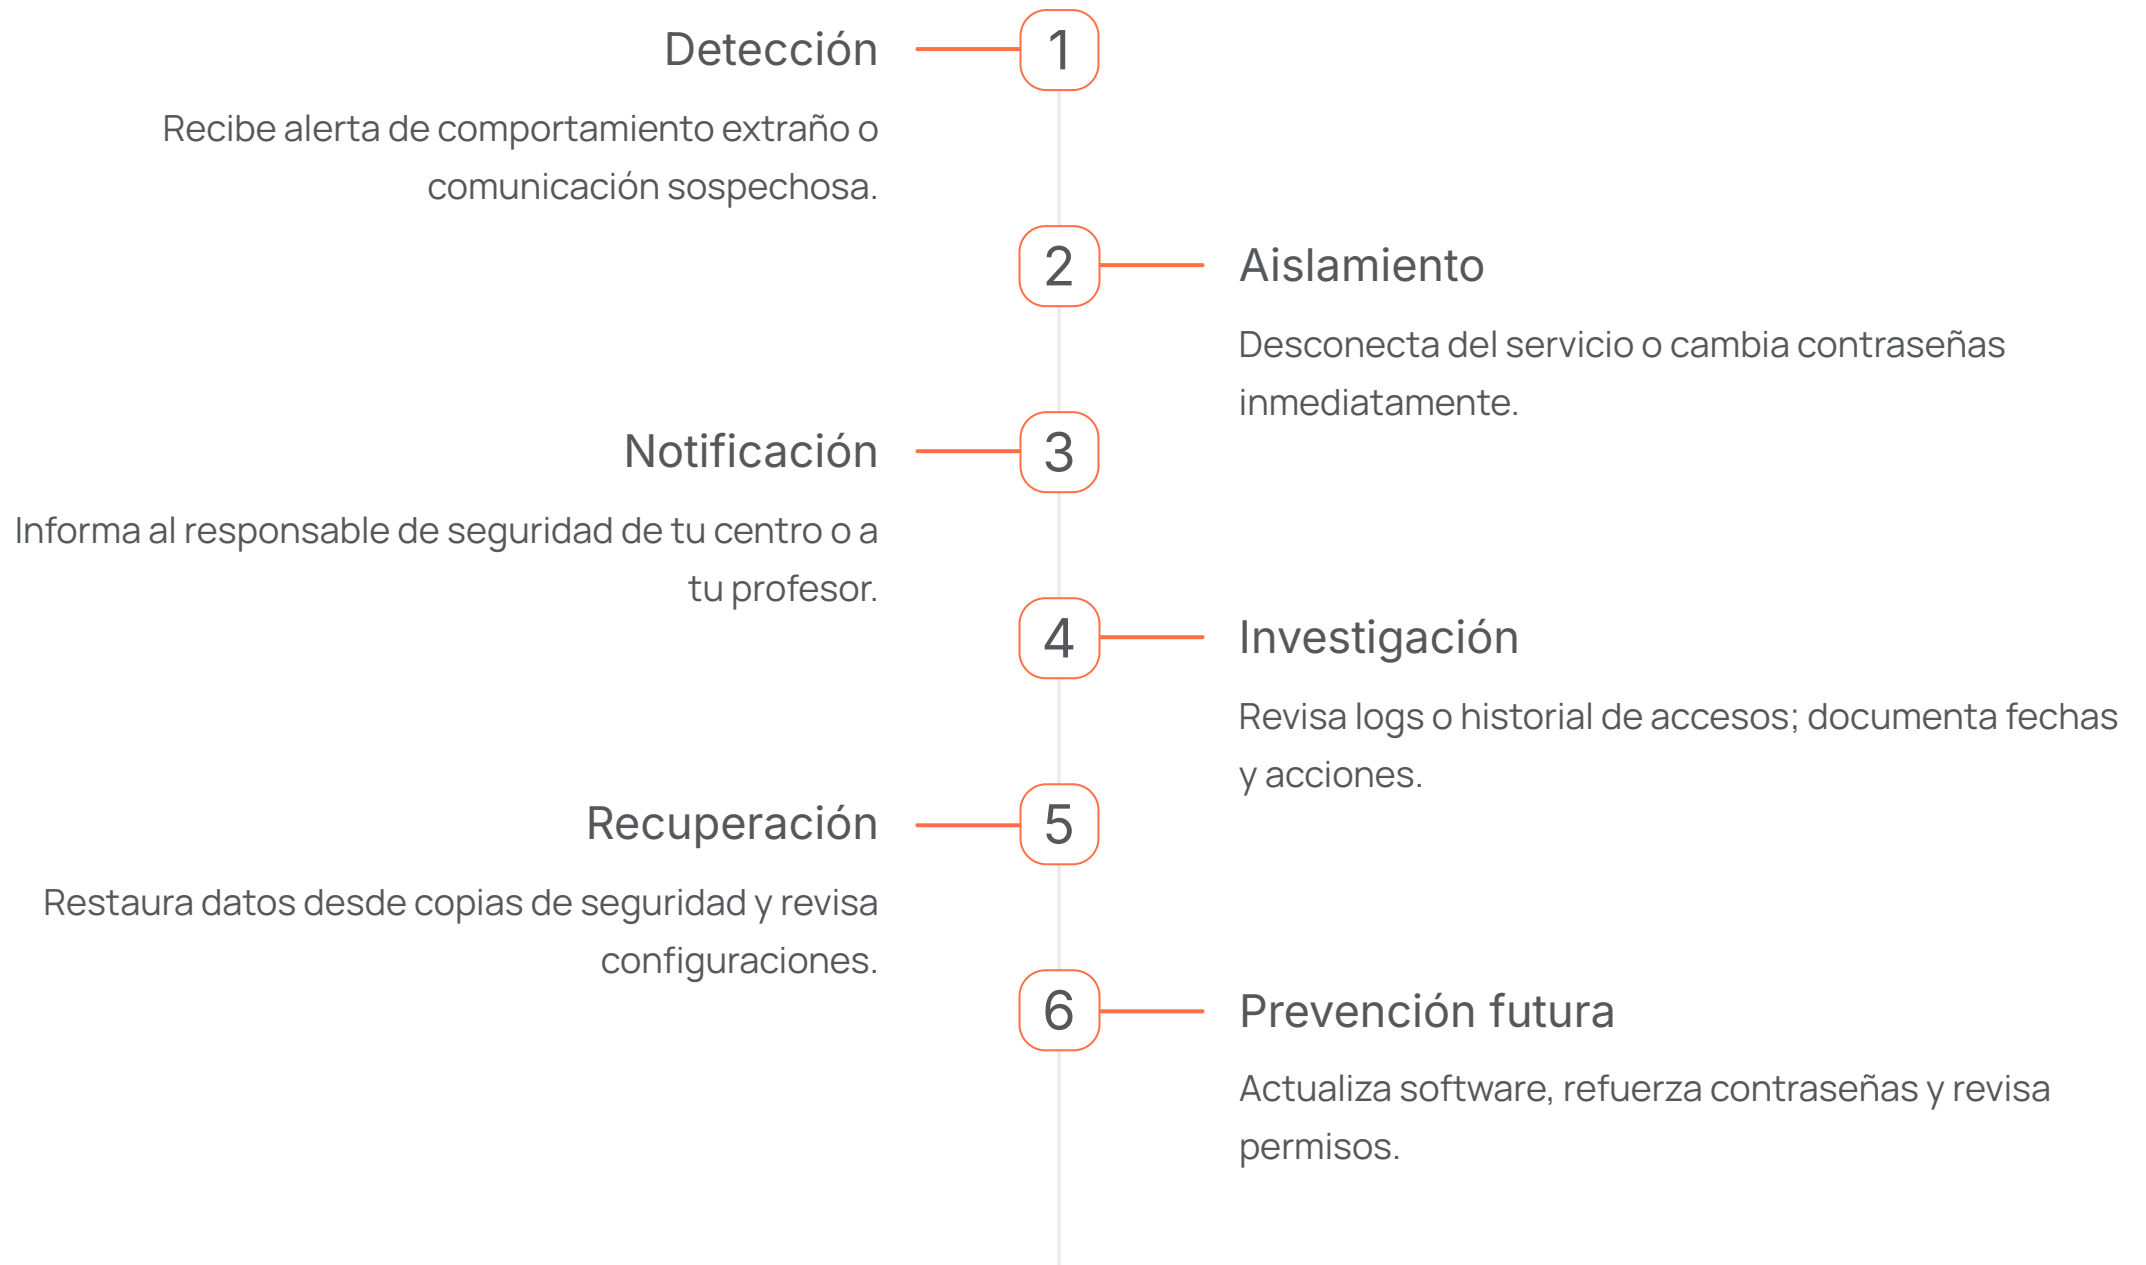 1
Detección
Recibe alerta de comportamiento extraño o
comunicación sospechosa.
2
Aislamiento
Desconecta del servicio o cambia contraseñas
inmediatamente.
3
Notificación
Informa al responsable de seguridad de tu centro o a
tu profesor.
4
Investigación
Revisa logs o historial de accesos; documenta fechas
y acciones.
5
Recuperación
Restaura datos desde copias de seguridad y revisa
configuraciones.
6
Prevención futura
Actualiza software, refuerza contraseñas y revisa
permisos.